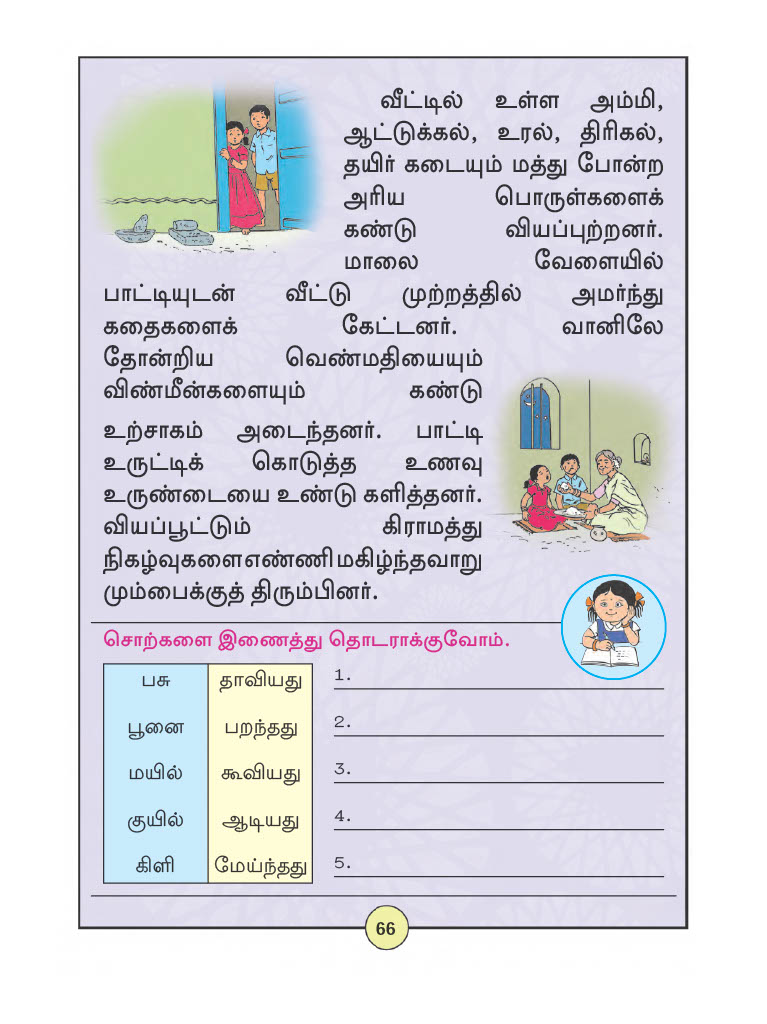 வீட்டில் உள்ள அம்மி,
ஆட்டுக்கல், உரல், திரிகல்,
தயிர் கடையும் மத்து போன்ற
அரிய பொருள்களைக்
கண்டு வியப்புற்றனர்.
மாலை வேளையில்
பாட்டியுடன் வீட்டு முற்றத்தில் அமர்ந்து
கதைகளைக் கேட்டனர். வானிலே
தோன்றிய வெண்மதியையும்
விண்மீன்களையும் கண்டு
உற்சாகம் அடைந்தனர். பாட்டி
உருட்டிக் கொடுத்த உணவு
உருண்டையை உண்டு களித்தனர்.
வியப்பூட்டும் கிராமத்து
நிகழ்வுகளை எண்ணி மகிழ்ந்தவாறு
மும்பைக்குத் திரும்பினர்.
சொற்களை இணைத்து தொடராக்குவோம்.
பசு தாவியது 1.
பூனை பறந்தது 2.
மயில் கூவியது 3.
குயில் ஆடியது 4.
கிளி மேய்ந்தது 5.
66